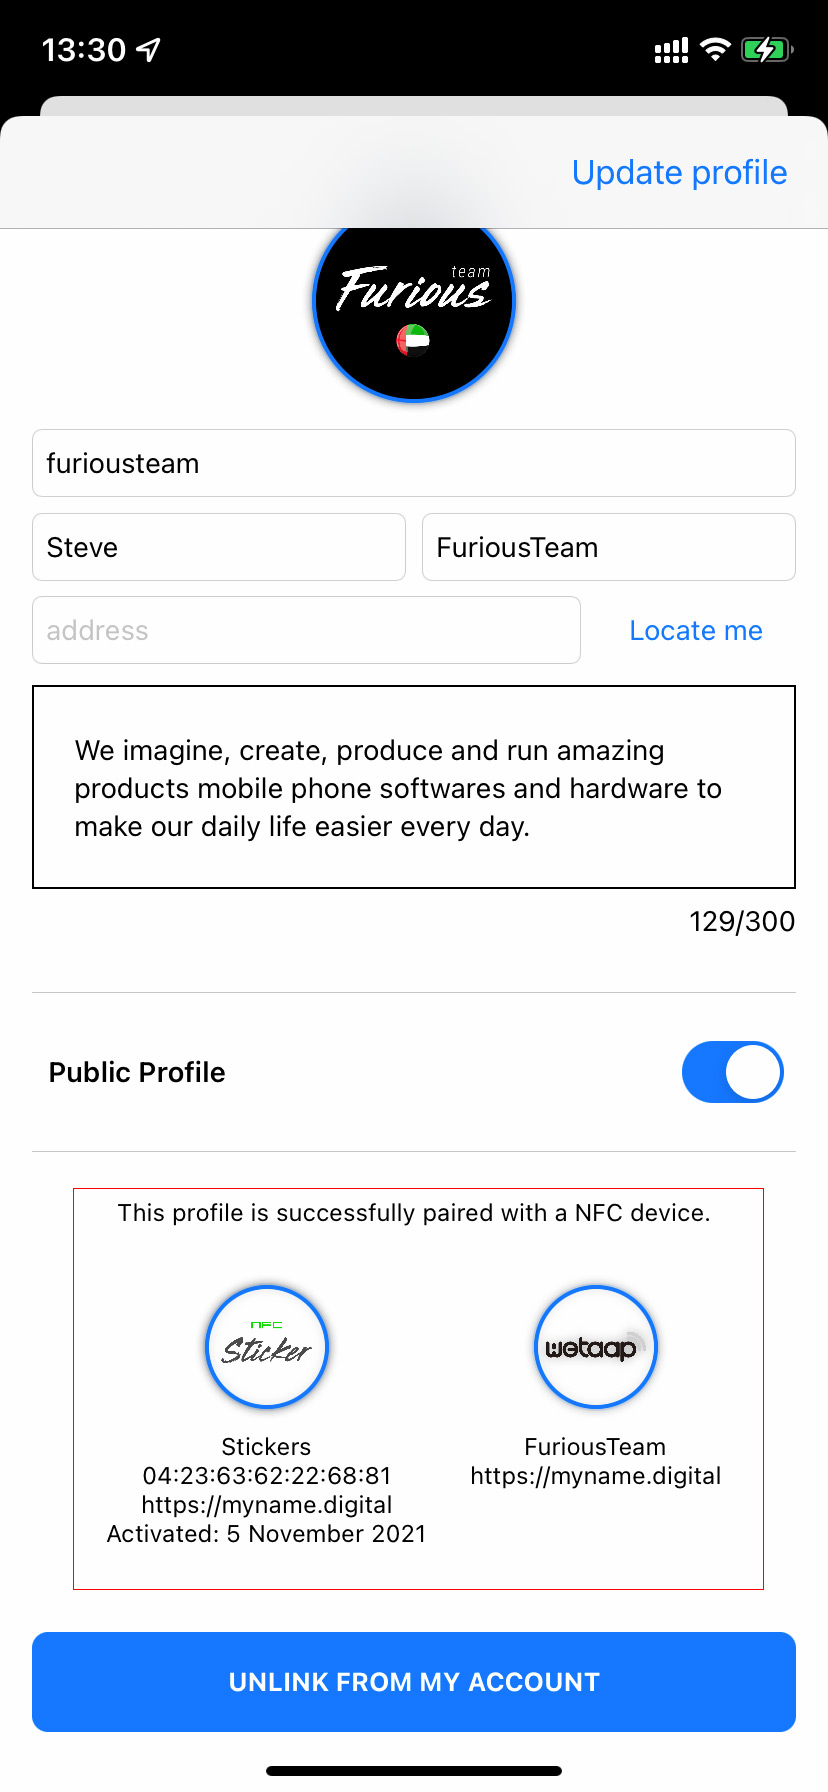 13:30
Update profile
team
Furious
furiousteam
Steve
FuriousTeam
address
Locate me
We imagine, create, produce and run amazing
products mobile phone softwares and hardware to
make our daily life easier every day.
129/300
Public Profile
This profile is successfully paired with a NFC device.
NFC
Sticker
wetaap
Stickers
04:23:63:62:22:68:81
https://myname.digital
Activated: 5 November 2021
FuriousTeam
https://myname.digital
UNLINK FROM MY ACCOUNT